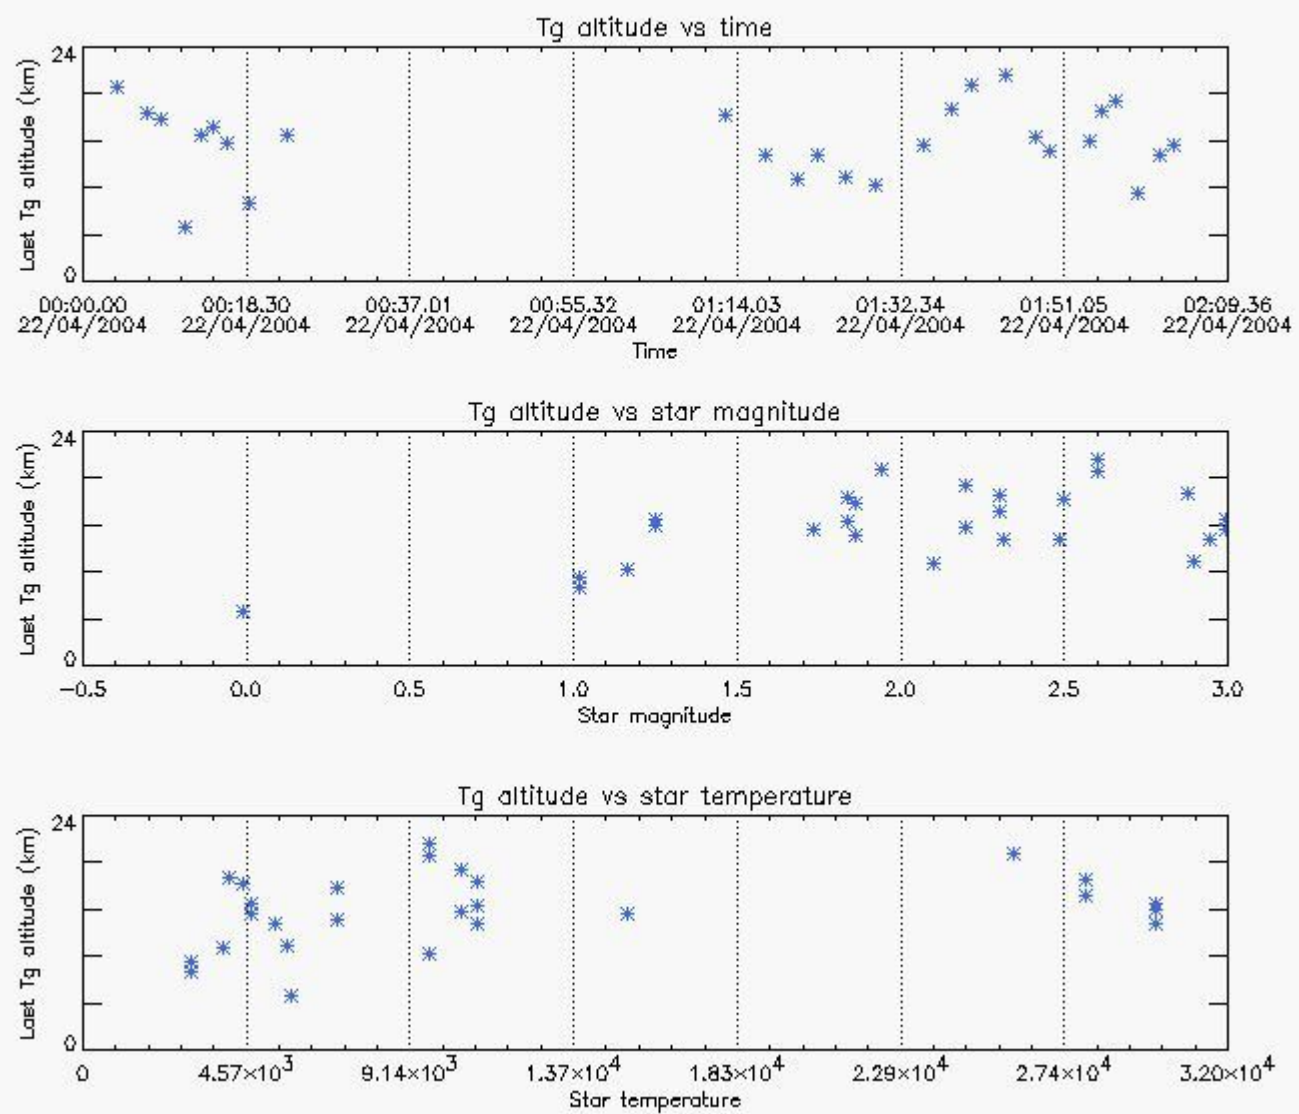 Tg altitude vs time
Last Tg altitude (km)
24
0
00:00.00 00:18.30 00:37.01 00:55.32 01:14.03 01:32.34 01:51.05 02:09.36
22/04/2004 22/04/2004 22/04/2004 22/04/2004 22/04/2004 22/04/2004 22/04/2004 22/04/2004
Time
Tg altitude vs star magnitude
Last Tg altitude (km)
24
0
−0.5 0.0 0.5 1.0 1.5 2.0 2.5 3.0
Star magnitude
Tg altitude vs star temperature
Last Tg altitude (km)
24
0
0 4.57×10³ 9.14×10³ 1.37×10⁴ 1.83×10⁴ 2.29×10⁴ 2.74×10⁴ 3.20×10⁴
Star temperature